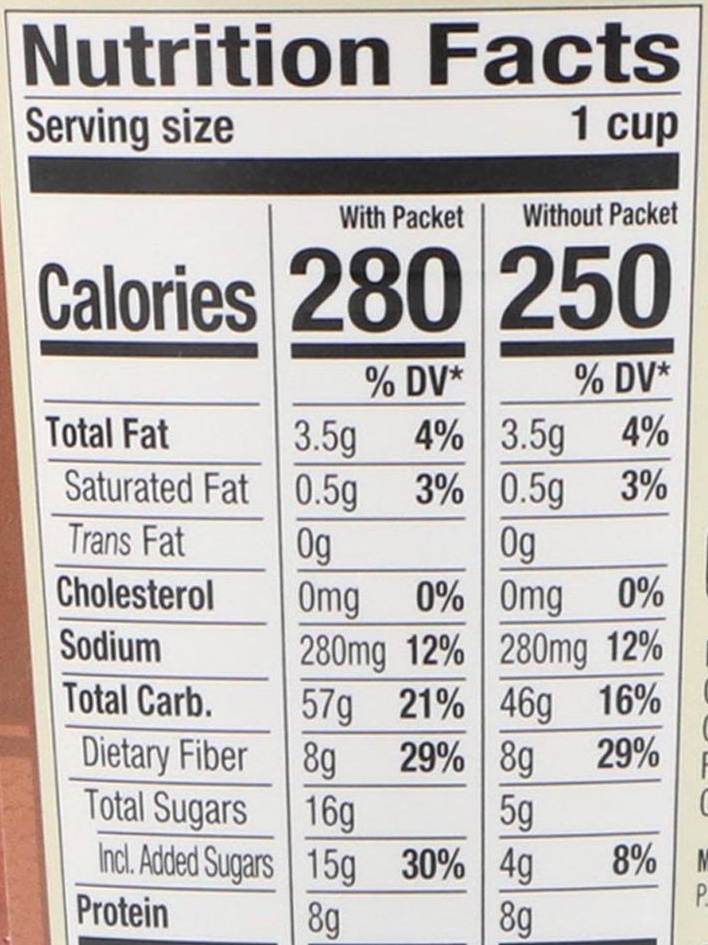 Nutrition Facts
Serving size 1 cup
With Packet Without Packet
Calories 280 250
% DV* % DV*
Total Fat 3.5g 4% 3.5g 4%
Saturated Fat 0.5g 3% 0.5g 3%
Trans Fat 0g 0g
Cholesterol 0mg 0% 0mg 0%
Sodium 280mg 12% 280mg 12%
Total Carb. 57g 21% 46g 16%
Dietary Fiber 8g 29% 8g 29%
Total Sugars 16g 5g
Incl. Added Sugars 15g 30% 4g 8%
Protein 8g 8g